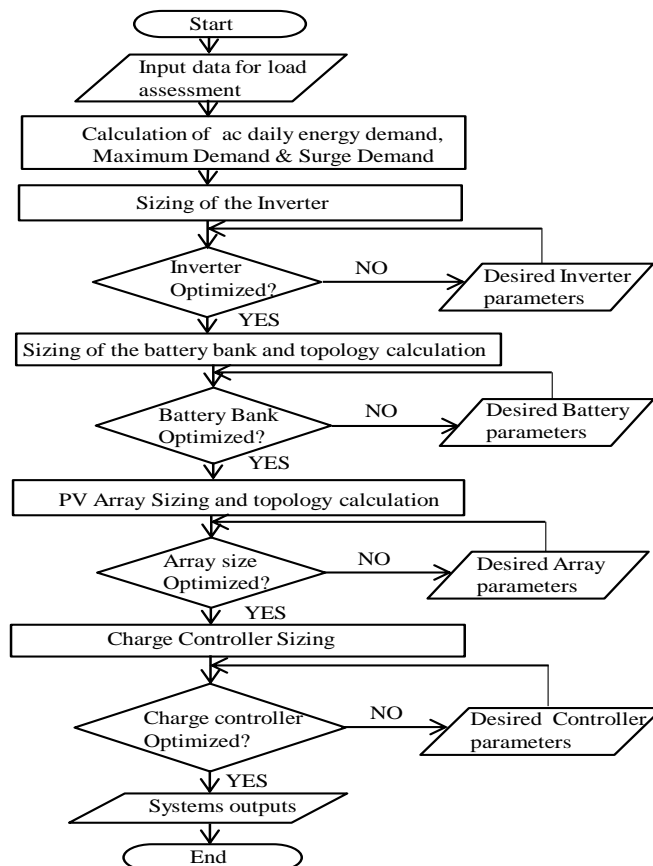 Start
Input data for load
assessment
Calculation of ac daily energy demand,
Maximum Demand & Surge Demand
Sizing of the Inverter
Inverter
Optimized?
NO
Desired Inverter
parameters
YES
Sizing of the battery bank and topology calculation
Battery Bank
Optimized?
NO
Desired Battery
parameters
YES
PV Array Sizing and topology calculation
Array size
Optimized?
NO
Desired Array
parameters
YES
Charge Controller Sizing
Charge controller
Optimized?
NO
Desired Controller
parameters
YES
Systems outputs
End